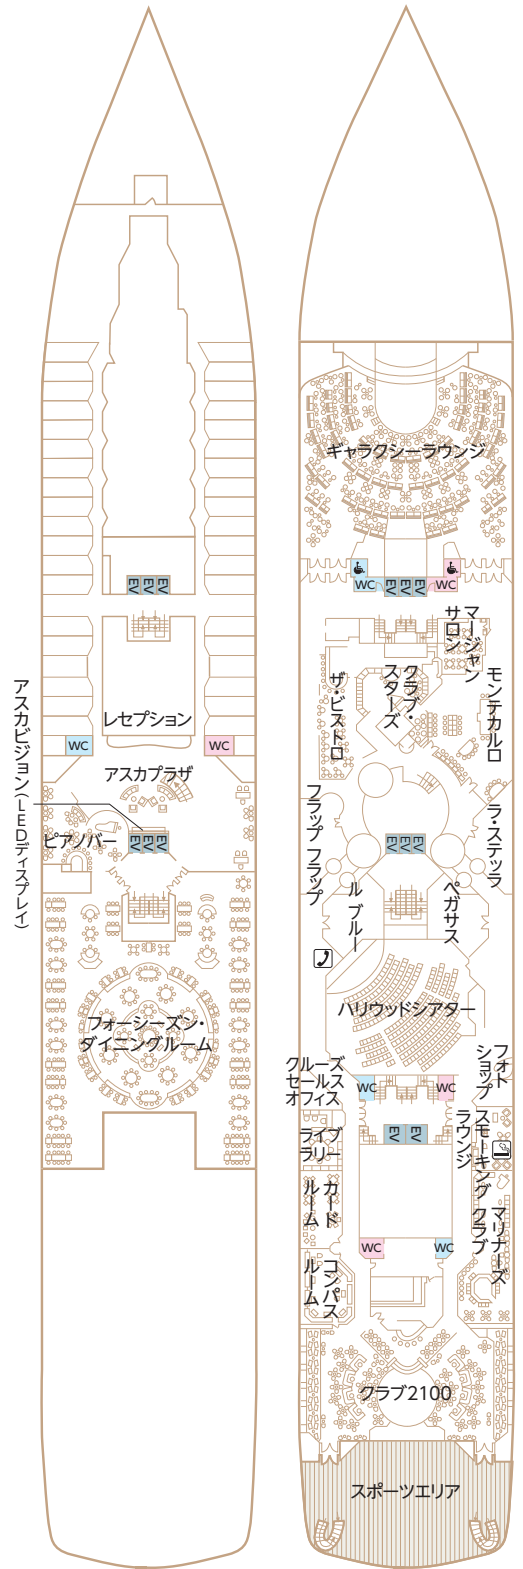 EV EV EV
レセプション
WC
WC
アスカプラザ
アスカビジョン(LEDディスプレイ)
ピアノバー
EV EV EV
フォーシーズン・
ダイニングルーム
ギャラクシーラウンジ
WC
EV EV EV
WC
マージャン
サロン
クラブ・
スターズ
ザ・ビストロ
モンテカルロ
フラップ フラップ
EV EV EV
ラ・ステッラ
ル ブルー
ペガサス
ハリウッドシアター
クルーズ
セールス
オフィス
WC
WC
フォト
ショップ
ライブ
ラリー
EV EV
スモーキング
ラウンジ
カード
ルーム
マリナーズ
クラブ
WC
WC
コンパス
ルーム
クラブ2100
スポーツエリア